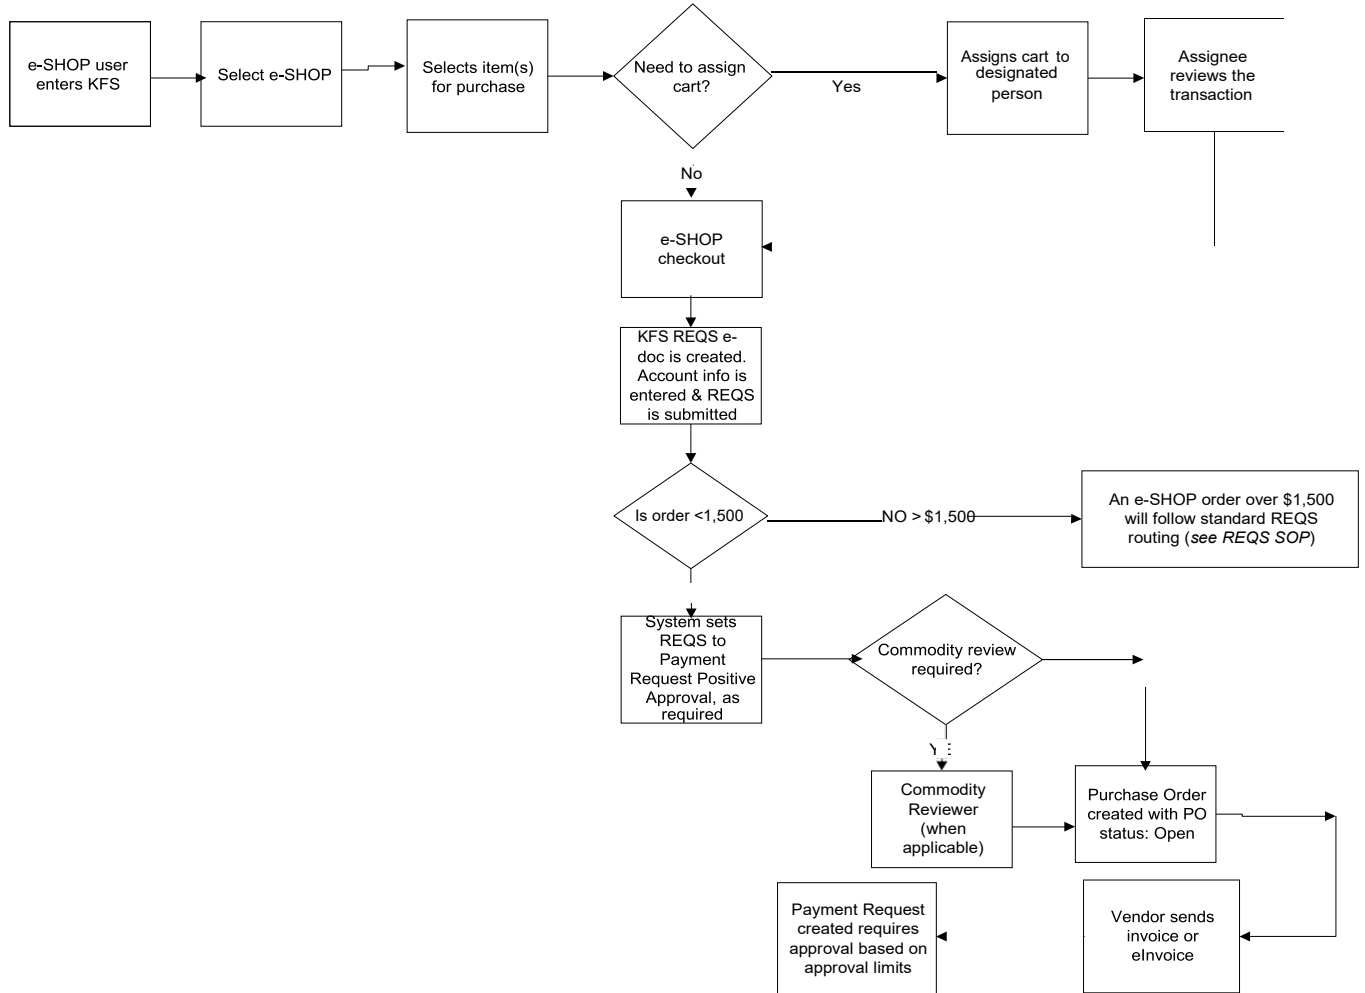 e-SHOP user
enters KFS
Select e-SHOP
Selects item(s)
for purchase
Need to assign
cart?
Yes
Assigns cart to
designated
person
Assignee
reviews the
transaction
No
e-SHOP
checkout
KFS REQS e-
doc is created.
Account info is
entered & REQS
is submitted
Is order <1,500
NO > $1,500
An e-SHOP order over $1,500
will follow standard REQS
routing (see REQS SOP)
System sets
REQS to
Payment
Request Positive
Approval, as
required
Commodity review
required?
Y
Commodity
Reviewer
(when
applicable)
Purchase Order
created with PO
status: Open
Payment Request
created requires
approval based on
approval limits
Vendor sends
invoice or
eInvoice